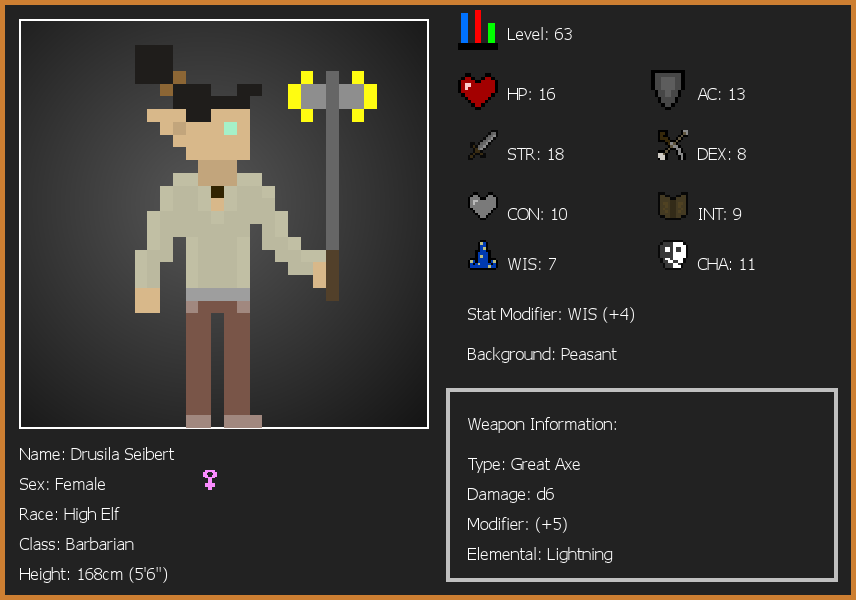 Level: 63
HP: 16
AC: 13
STR: 18
DEX: 8
CON: 10
INT: 9
WIS: 7
CHA: 11
Stat Modifier: WIS (+4)
Background: Peasant
Weapon Information:
Type: Great Axe
Damage: d6
Modifier: (+5)
Elemental: Lightning
Name: Drusila Seibert
Sex: Female
Race: High Elf
Class: Barbarian
Height: 168cm (5'6")